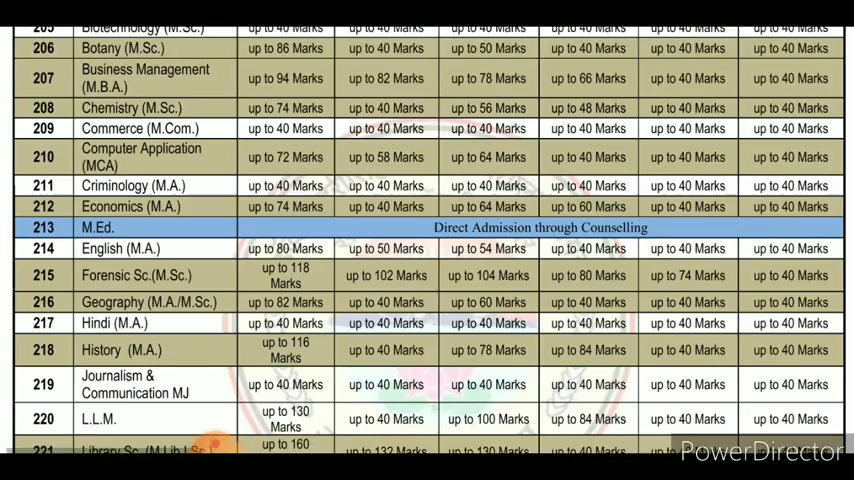 205 Biotechnology (M.Sc.) up to 40 Marks up to 40 Marks up to 40 Marks up to 40 Marks up to 40 Marks up to 40 Marks
206 Botany (M.Sc.) up to 86 Marks up to 40 Marks up to 50 Marks up to 40 Marks up to 40 Marks up to 40 Marks
207 Business Management (M.B.A.) up to 94 Marks up to 82 Marks up to 78 Marks up to 66 Marks up to 40 Marks up to 40 Marks
208 Chemistry (M.Sc.) up to 74 Marks up to 40 Marks up to 56 Marks up to 48 Marks up to 40 Marks up to 40 Marks
209 Commerce (M.Com.) up to 40 Marks up to 40 Marks up to 40 Marks up to 40 Marks up to 40 Marks up to 40 Marks
210 Computer Application (MCA) up to 72 Marks up to 58 Marks up to 64 Marks up to 40 Marks up to 40 Marks up to 40 Marks
211 Criminology (M.A.) up to 40 Marks up to 40 Marks up to 40 Marks up to 40 Marks up to 40 Marks up to 40 Marks
212 Economics (M.A.) up to 74 Marks up to 40 Marks up to 64 Marks up to 60 Marks up to 40 Marks up to 40 Marks
213 M.Ed. Direct Admission through Counselling
214 English (M.A.) up to 80 Marks up to 50 Marks up to 54 Marks up to 40 Marks up to 40 Marks up to 40 Marks
215 Forensic Sc.(M.Sc.) up to 118 Marks up to 102 Marks up to 104 Marks up to 80 Marks up to 74 Marks up to 40 Marks
216 Geography (M.A./M.Sc.) up to 82 Marks up to 40 Marks up to 60 Marks up to 40 Marks up to 40 Marks up to 40 Marks
217 Hindi (M.A.) up to 40 Marks up to 40 Marks up to 40 Marks up to 40 Marks up to 40 Marks up to 40 Marks
218 History (M.A.) up to 116 Marks up to 40 Marks up to 78 Marks up to 84 Marks up to 40 Marks up to 40 Marks
219 Journalism & Communication MJ up to 40 Marks up to 40 Marks up to 40 Marks up to 40 Marks up to 40 Marks up to 40 Marks
220 L.L.M. up to 130 Marks up to 40 Marks up to 100 Marks up to 84 Marks up to 40 Marks up to 40 Marks
221 Library Sc. (M.Lib.I.Sc.) up to 160 up to 132 Marks up to 130 Marks up to 40 Marks up to 40 Marks up to 40 Marks
PowerDirector